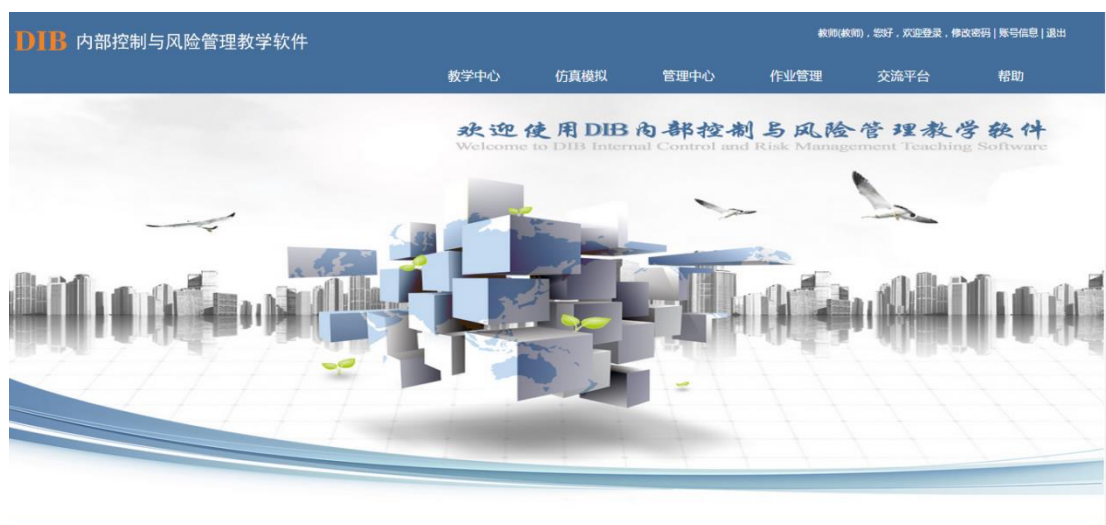 DIB 内部控制与风险管理教学软件
教师(教师)，您好，欢迎登录，修改密码 | 账号信息 | 退出
教学中心 仿真模拟 管理中心 作业管理 交流平台 帮助
欢迎使用DIB内部控制与风险管理教学软件
Welcome to DIB Internal Control and Risk Management Teaching Software